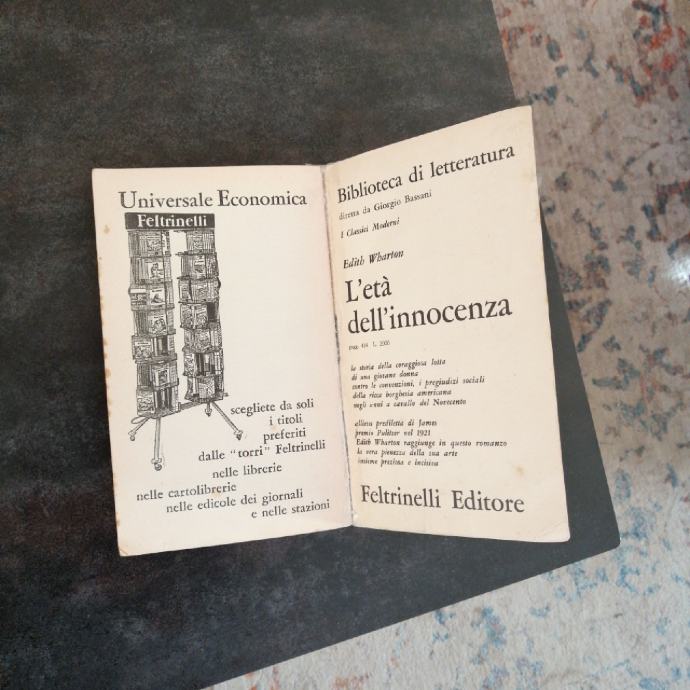 Universale Economica
Feltrinelli
scegliete da soli
i titoli
preferiti
dalle "torri" Feltrinelli
nelle librerie
nelle cartolibrerie
nelle edicole dei giornali
e nelle stazioni
Biblioteca di letteratura
diretta da Giorgio Bassani
I Classici Moderni
Edith Wharton
L'età
dell'innocenza
L.
la storia della coraggiosa lotta
di una giovane donna
contro le convenzioni, i pregiudizi sociali
della ricca borghesia americana
negli anni a cavallo del Novecento
allieva prediletta di James
premio Pulitzer nel 1921
Edith Wharton raggiunge in questo romanzo
la vera pienezza della sua arte
insieme preziosa e incisiva
Feltrinelli Editore